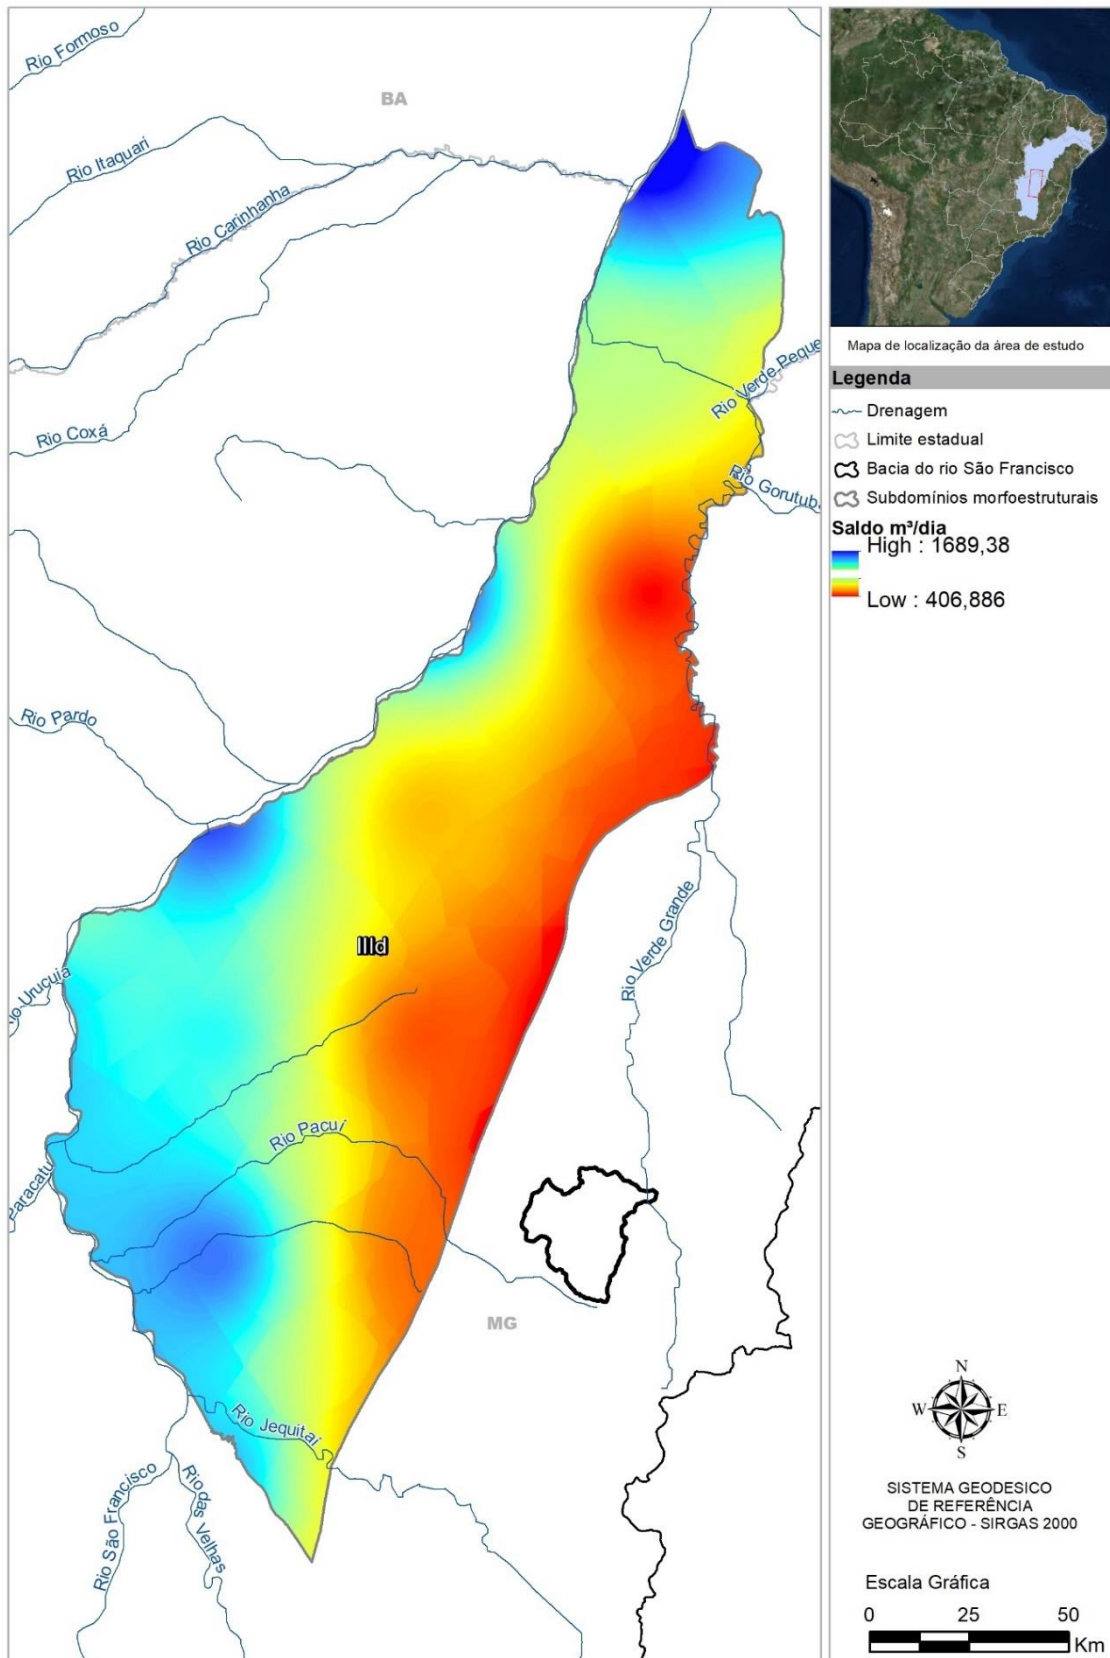 Rio Formoso
BA
Rio Itaquari
Rio Carinhanha
Rio Verde Peque
Rio Coxá
Rio Gorutub
Rio Pardo
IIId
Rio Urucuia
Rio Verde Grande
Rio Pacuí
Paracatu
MG
Rio Jequitaí
Rio São Francisco
Rio das Velhas
Mapa de localização da área de estudo
Legenda
Drenagem
Limite estadual
Bacia do rio São Francisco
Subdomínios morfoestruturais
Saldo m³/dia
High : 1689,38
Low : 406,886
N
W E
S
SISTEMA GEODESICO
DE REFERÊNCIA
GEOGRÁFICO - SIRGAS 2000
Escala Gráfica
0 25 50
Km